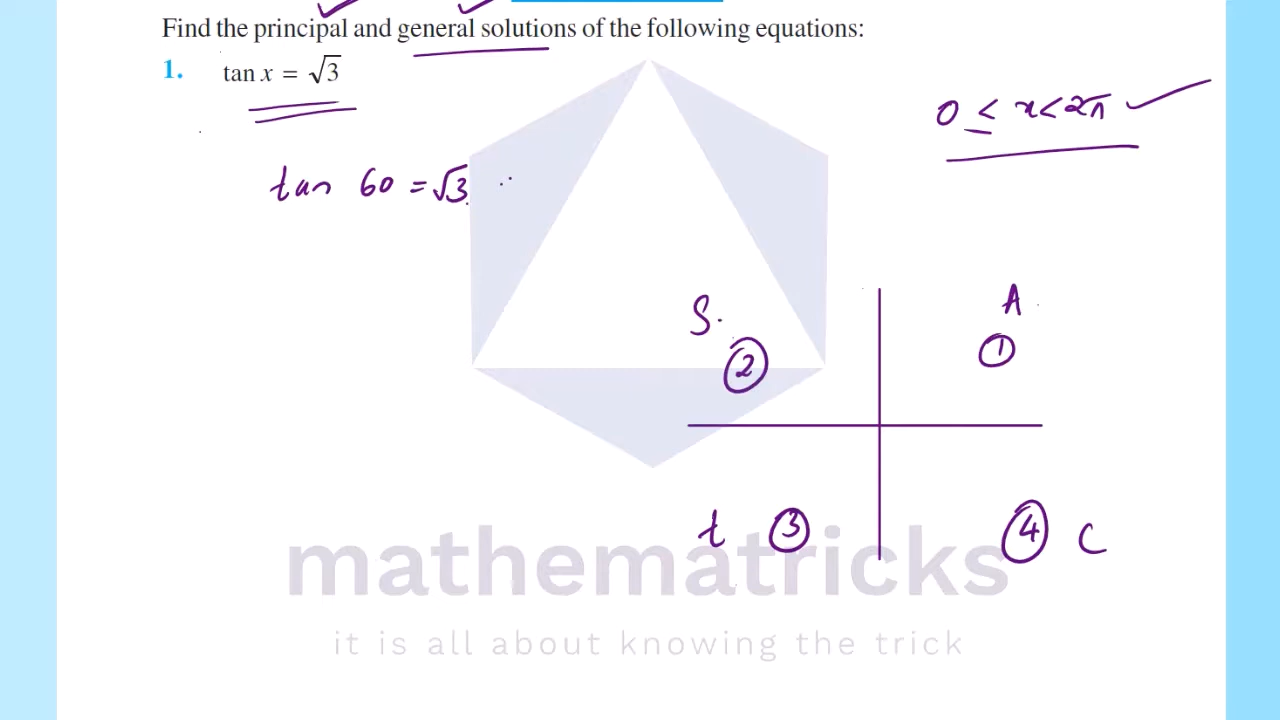 Find the principal and general solutions of the following equations:
1. tan x = √3
0 ≤ x < 2π
tan 60 = √3
S A
2 1
t 3 4 C
mathematricks
it is all about knowing the trick